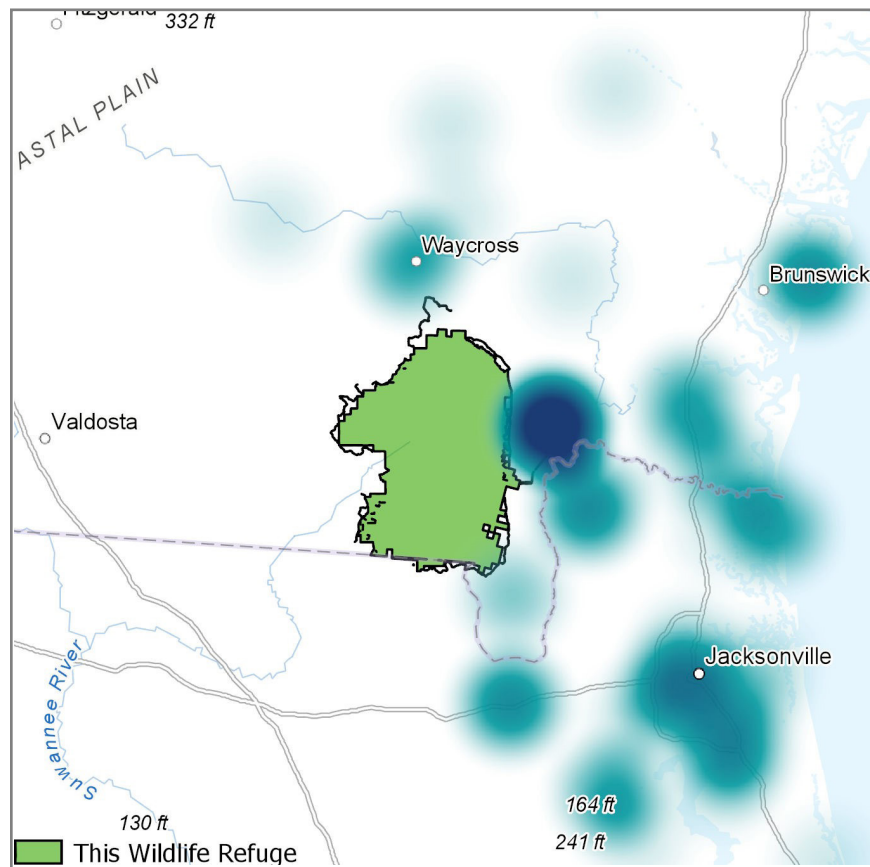 Fitzgerald
332 ft
ASTAL PLAIN
Waycross
Brunswick
Valdosta
Jacksonville
Suwannee River
164 ft
130 ft
241 ft
This Wildlife Refuge